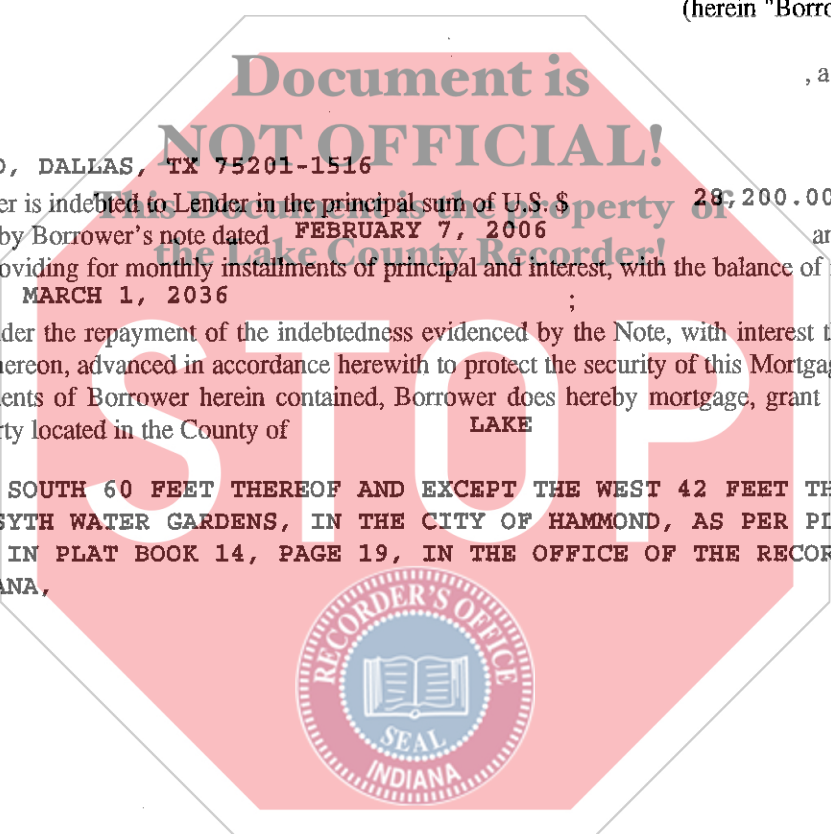 (herein "Borro
Document is
, a
NOT OFFICIAL!
O, DALLAS, TX 75201-1516
er is indebted to Lender in the principal sum of U.S. $ 28,200.00
This Document is the property of
by Borrower's note dated FEBRUARY 7, 2006 an
the Lake County Recorder!
oviding for monthly installments of principal and interest, with the balance of
MARCH 1, 2036 ;
der the repayment of the indebtedness evidenced by the Note, with interest t
hereon, advanced in accordance herewith to protect the security of this Mortgag
ents of Borrower herein contained, Borrower does hereby mortgage, grant
rty located in the County of LAKE
STOP
SOUTH 60 FEET THEREOF AND EXCEPT THE WEST 42 FEET TH
SYTH WATER GARDENS, IN THE CITY OF HAMMOND, AS PER PL
IN PLAT BOOK 14, PAGE 19, IN THE OFFICE OF THE RECOR
ANA,
RECORDER'S OFFICE
SEAL
INDIANA